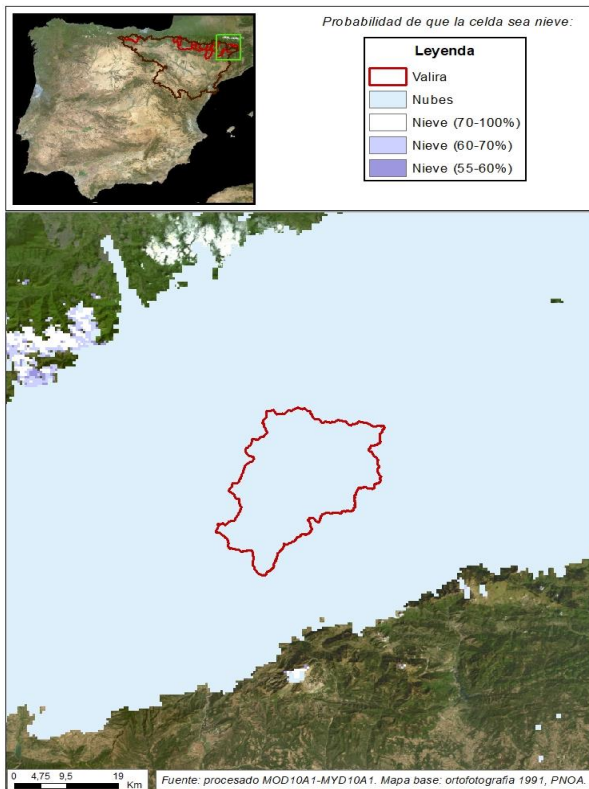 Probabilidad de que la celda sea nieve:
Leyenda
Valira
Nubes
Nieve (70-100%)
Nieve (60-70%)
Nieve (55-60%)
0 4,75 9,5 19
Km
Fuente: procesado MOD10A1-MYD10A1. Mapa base: ortofotografia 1991, PNOA.